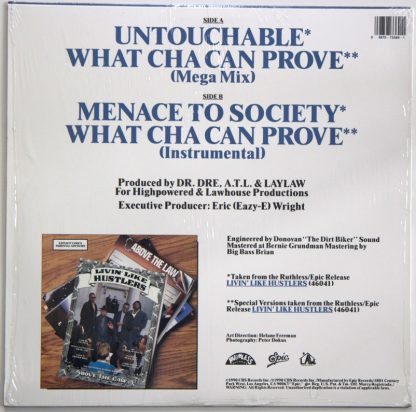 SIDE A
UNTOUCHABLE*
WHAT CHA CAN PROVE**
(Mega Mix)
SIDE B
MENACE TO SOCIETY*
WHAT CHA CAN PROVE**
(Instrumental)
Produced by DR. DRE, A.T.L. & LAYLAW
For Highpowered & Lawhouse Productions
Executive Producer: Eric (Eazy-E) Wright
ABOVE THE LAW
LIVIN' LIKE
HUSTLERS
ABOVE THE LAW
Engineered by Donovan "The Dirt Biker" Sound
Mastered at Bernie Grundman Mastering by
Big Bass Brian
*Taken from the Ruthless/Epic Release
LIVIN' LIKE HUSTLERS (46041)
**Special Versions taken from the Ruthless/Epic
Release LIVIN' LIKE HUSTLERS (46041)
Art Direction: Helane Freeman
Photography: Peter Dokus
Epic